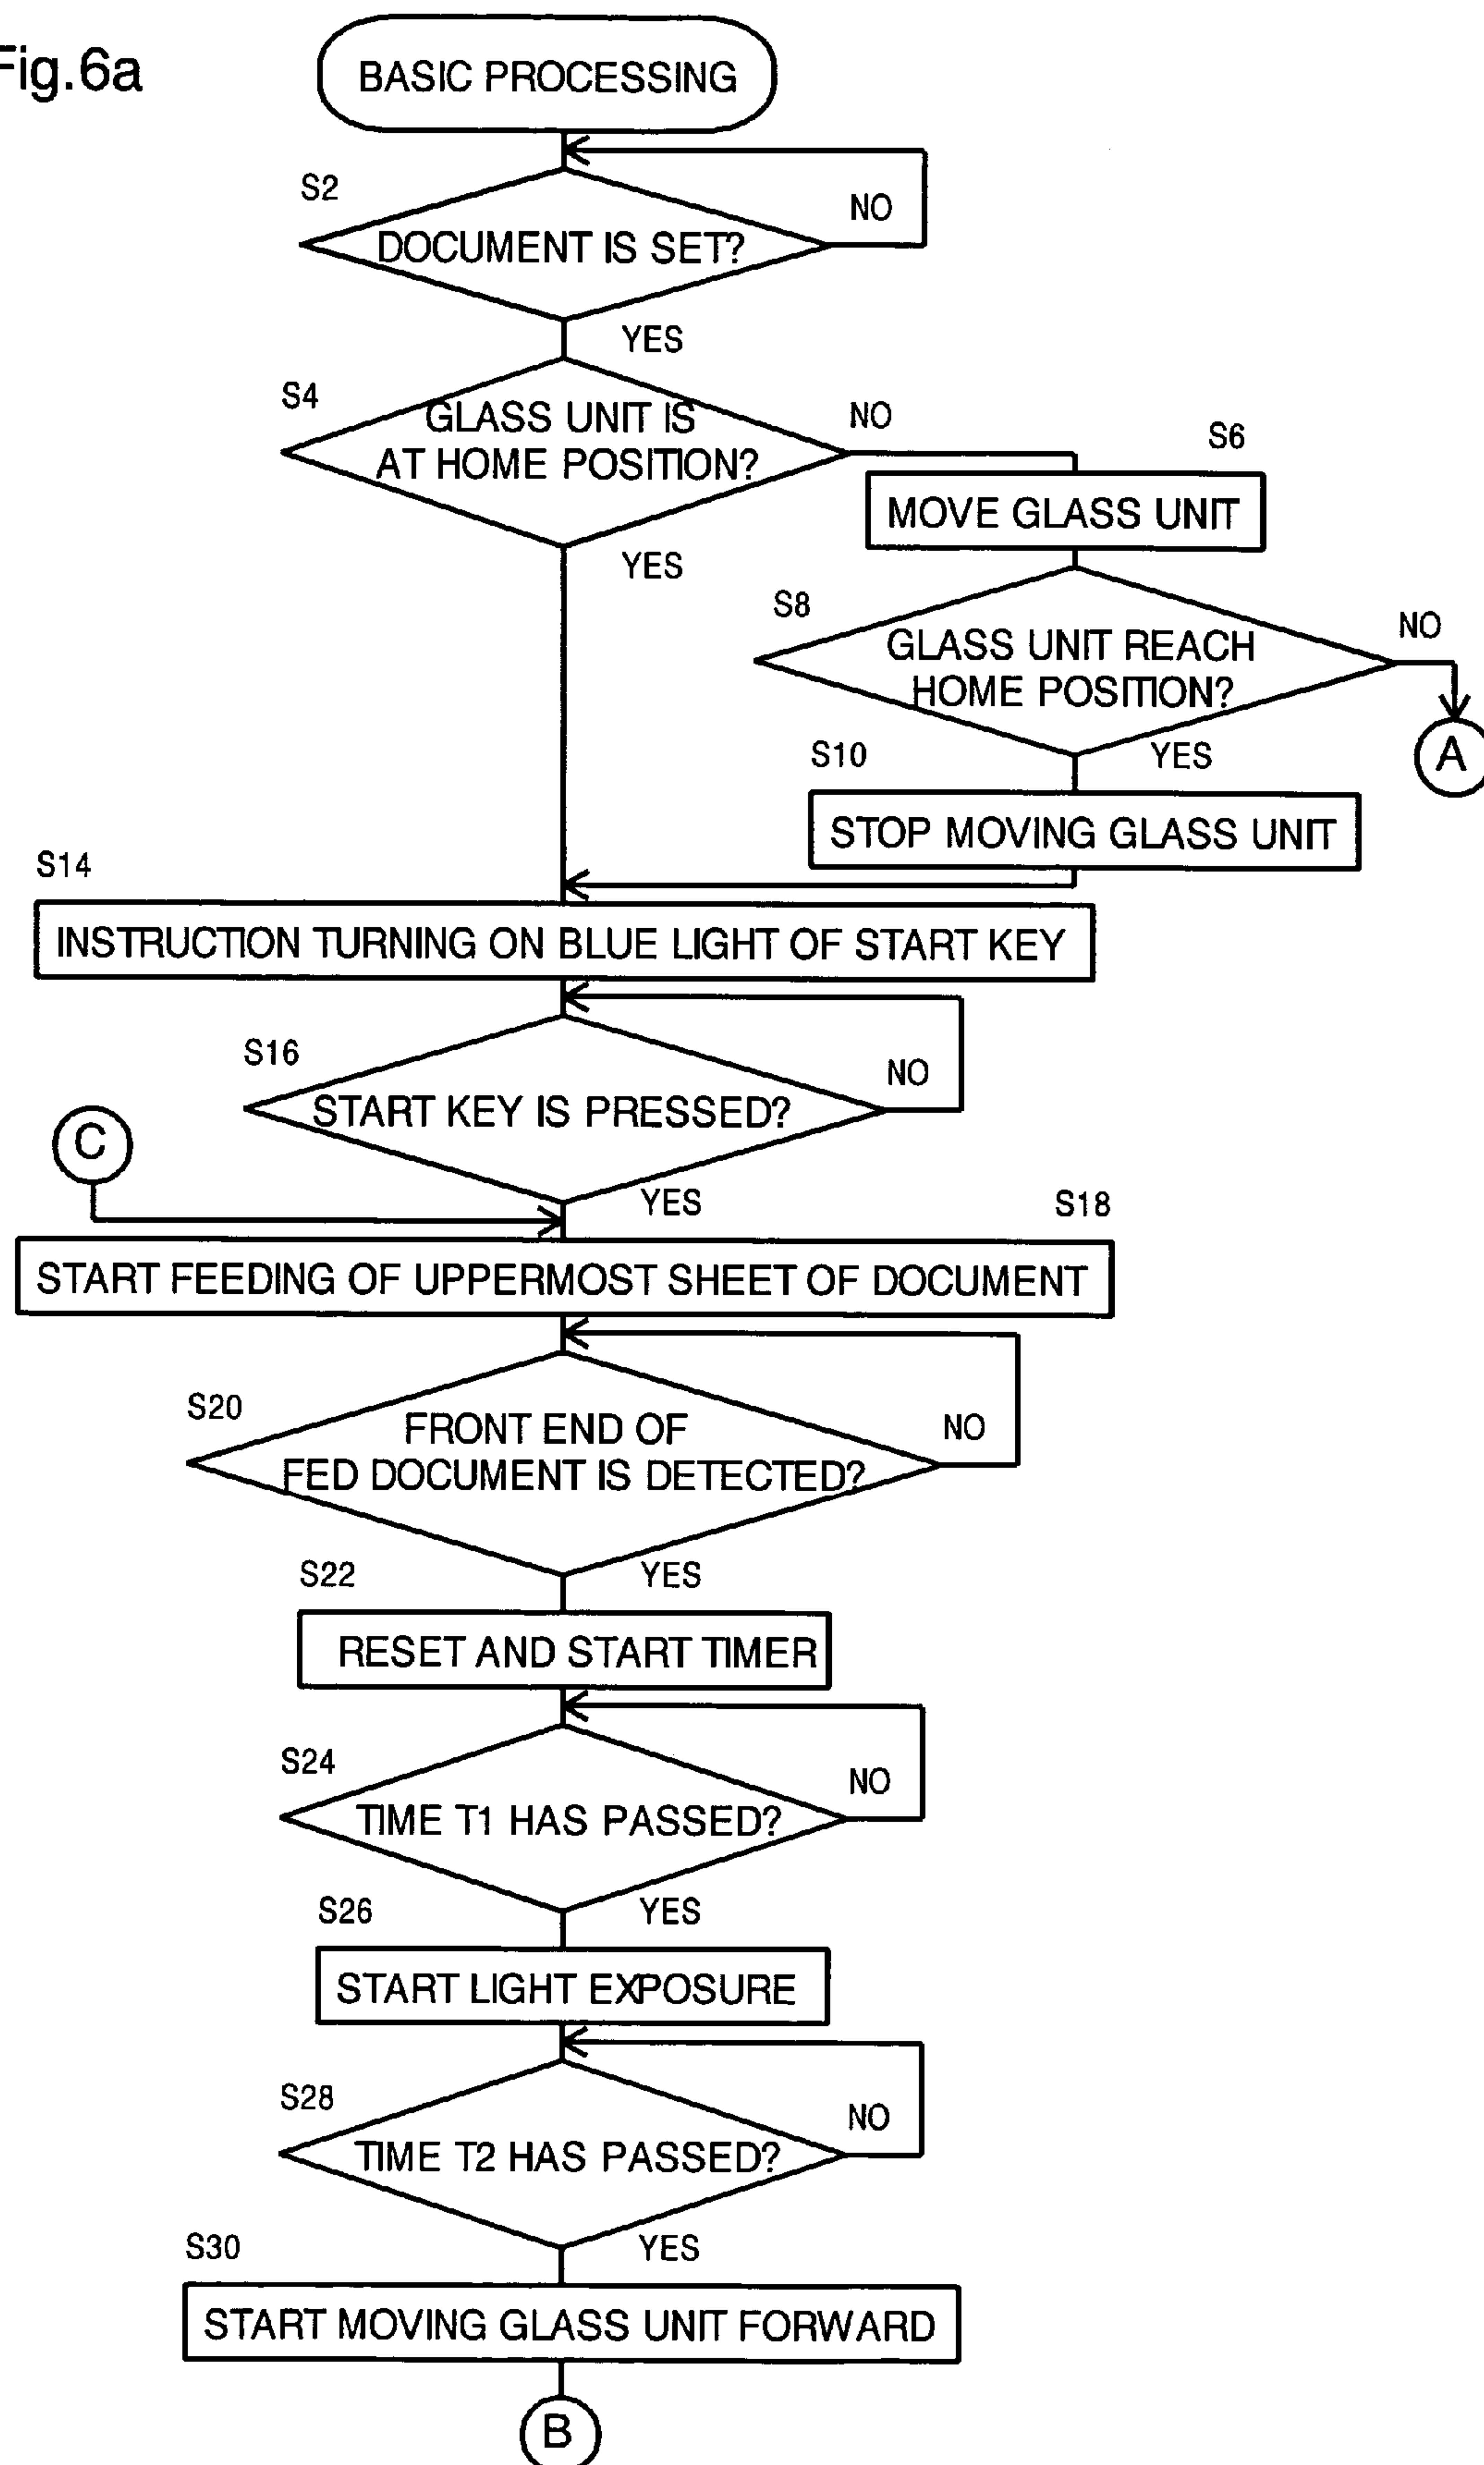 Fig.6a
BASIC PROCESSING
S2
NO
DOCUMENT IS SET?
YES
S4
GLASS UNIT IS
AT HOME POSITION?
NO
S6
MOVE GLASS UNIT
YES
S8
GLASS UNIT REACH
HOME POSITION?
NO
A
S10
YES
STOP MOVING GLASS UNIT
S14
INSTRUCTION TURNING ON BLUE LIGHT OF START KEY
S16
NO
START KEY IS PRESSED?
C
YES
S18
START FEEDING OF UPPERMOST SHEET OF DOCUMENT
S20
FRONT END OF
FED DOCUMENT IS DETECTED?
NO
S22
YES
RESET AND START TIMER
S24
NO
TIME T1 HAS PASSED?
S26
YES
START LIGHT EXPOSURE
S28
NO
TIME T2 HAS PASSED?
S30
YES
START MOVING GLASS UNIT FORWARD
B